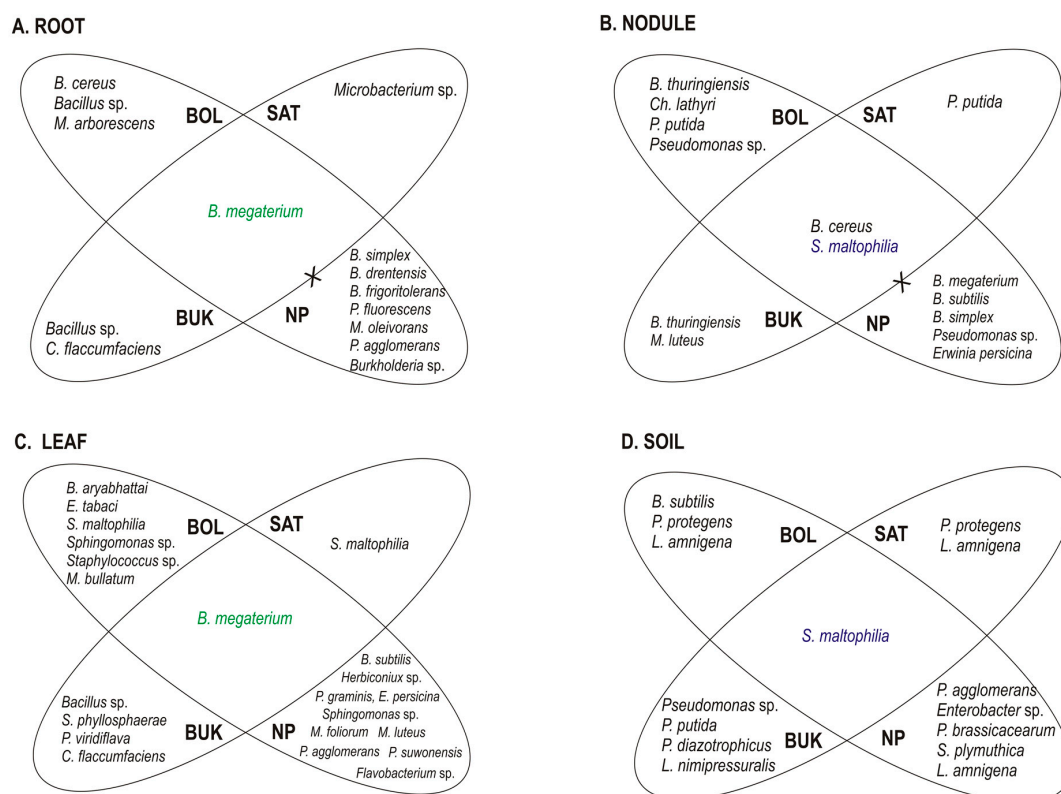 A. ROOT
B. cereus
Bacillus sp.
M. arborescens
BOL
SAT
Microbacterium sp.
B. megaterium
Bacillus sp.
C. flaccumfaciens
BUK
NP
B. simplex
B. drentensis
B. frigoritolerans
P. fluorescens
M. oleivorans
P. agglomerans
Burkholderia sp.
B. NODULE
B. thuringiensis
Ch. lathyri
P. putida
Pseudomonas sp.
BOL
SAT
P. putida
B. cereus
S. maltophilia
B. thuringiensis
M. luteus
BUK
NP
B. megaterium
B. subtilis
B. simplex
Pseudomonas sp.
Erwinia persicina
C. LEAF
B. aryabhattai
E. tabaci
S. maltophilia
Sphingomonas sp.
Staphylococcus sp.
M. bullatum
BOL
SAT
S. maltophilia
B. megaterium
Bacillus sp.
S. phyllosphaerae
P. viridiflava
C. flaccumfaciens
BUK
NP
B. subtilis
Herbiconiux sp.
P. graminis, E. persicina
Sphingomonas sp.
M. foliorum M. luteus
P. agglomerans P. suwonensis
Flavobacterium sp.
D. SOIL
B. subtilis
P. protegens
L. amnigena
BOL
SAT
P. protegens
L. amnigena
S. maltophilia
Pseudomonas sp.
P. putida
P. diazotrophicus
L. nimipressuralis
BUK
NP
P. agglomerans
Enterobacter sp.
P. brassicacearum
S. plymuthica
L. amnigena